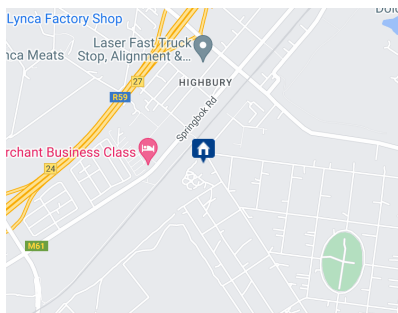 Lynca Factory Shop
Laser Fast Truck
Stop, Alignment &...
nca Meats
27
HIGHBURY
R59
Springbok Rd
rchant Business Class
24
M61